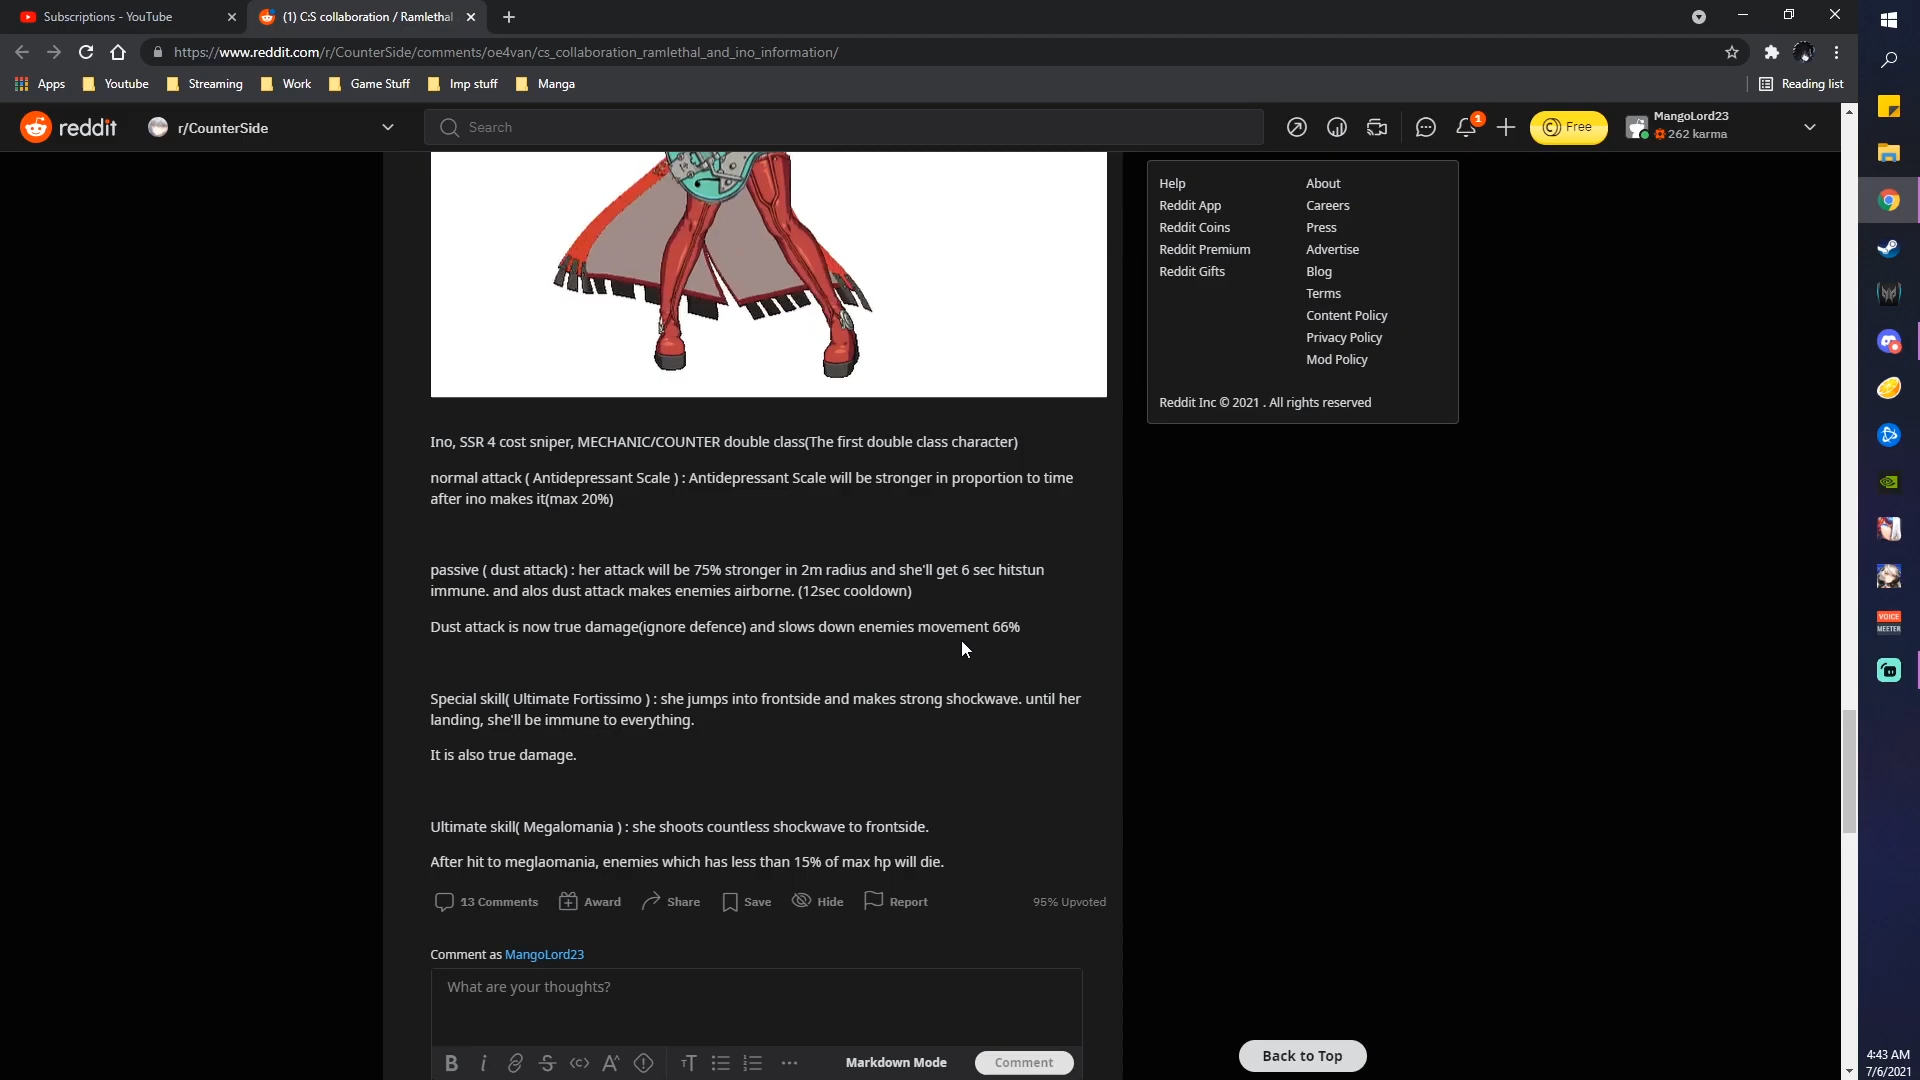 Subscriptions - YouTube
(1) C:S collaboration / Ramlethal
https://www.reddit.com/r/CounterSide/comments/oe4van/cs_collaboration_ramlethal_and_ino_information/
Apps
Youtube
Streaming
Work
Game Stuff
Imp stuff
Manga
Reading list
reddit
r/CounterSide
Search
1
Free
MangoLord23
262 karma
Help
About
Reddit App
Careers
Reddit Coins
Press
Reddit Premium
Advertise
Reddit Gifts
Blog
Terms
Content Policy
Privacy Policy
Mod Policy
Reddit Inc © 2021 . All rights reserved
Ino, SSR 4 cost sniper, MECHANIC/COUNTER double class(The first double class character)
normal attack ( Antidepressant Scale ) : Antidepressant Scale will be stronger in proportion to time
after ino makes it(max 20%)
passive ( dust attack) : her attack will be 75% stronger in 2m radius and she'll get 6 sec hitstun
immune. and alos dust attack makes enemies airborne. (12sec cooldown)
Dust attack is now true damage(ignore defence) and slows down enemies movement 66%
Special skill( Ultimate Fortissimo ) : she jumps into frontside and makes strong shockwave. until her
landing, she'll be immune to everything.
It is also true damage.
Ultimate skill( Megalomania ) : she shoots countless shockwave to frontside.
After hit to meglaomania, enemies which has less than 15% of max hp will die.
13 Comments
Award
Share
Save
Hide
Report
95% Upvoted
Comment as MangoLord23
What are your thoughts?
Markdown Mode
Comment
Back to Top
VOICE
MEETER
4:43 AM
7/6/2021